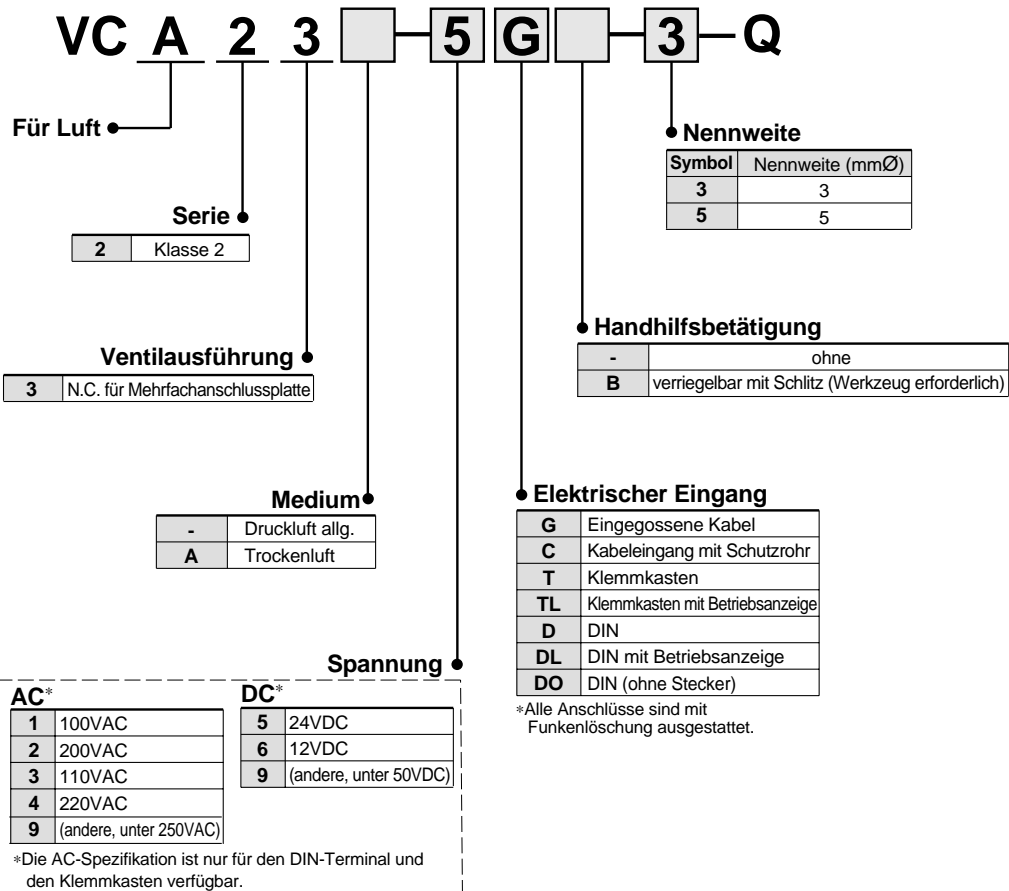 VC A 2 3 - 5 G - 3 - Q
Für Luft
Nennweite
Symbol Nennweite (mmØ)
3 3
5 5
Serie
2 Klasse 2
Handhilfsbetätigung
- ohne
B verriegelbar mit Schlitz (Werkzeug erforderlich)
Ventilausführung
3 N.C. für Mehrfachanschlussplatte
Medium
- Druckluft allg.
A Trockenluft
Elektrischer Eingang
G Eingegossene Kabel
C Kabeleingang mit Schutzrohr
T Klemmkasten
TL Klemmkasten mit Betriebsanzeige
D DIN
DL DIN mit Betriebsanzeige
DO DIN (ohne Stecker)
*Alle Anschlüsse sind mit
Funkenlöschung ausgestattet.
Spannung
AC*
1 100VAC
2 200VAC
3 110VAC
4 220VAC
9 (andere, unter 250VAC)
DC*
5 24VDC
6 12VDC
9 (andere, unter 50VDC)
*Die AC-Spezifikation ist nur für den DIN-Terminal und
den Klemmkasten verfügbar.